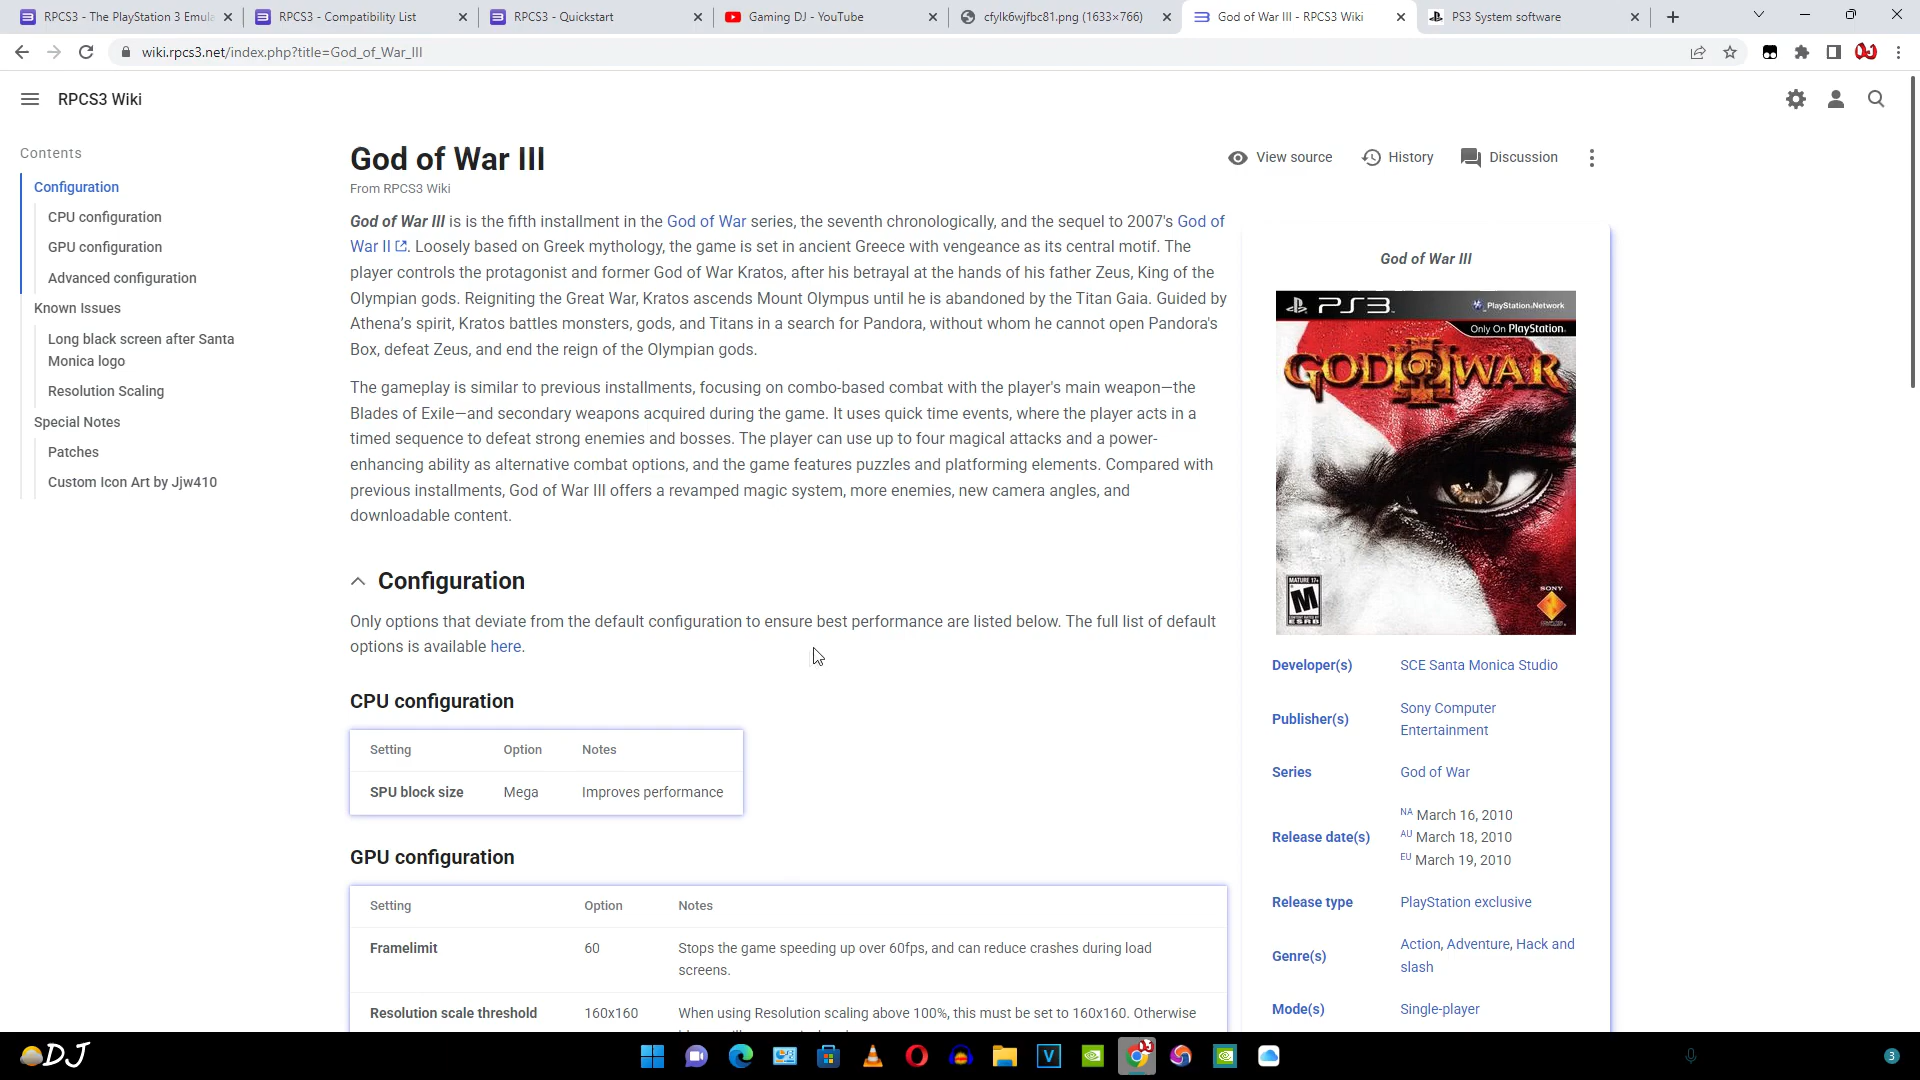 RPCS3 - The PlayStation 3 Emula
RPCS3 - Compatibility List
RPCS3 - Quickstart
Gaming DJ - YouTube
cfylk6wjfbc81.png (1633×766)
God of War III - RPCS3 Wiki
PS3 System software
wiki.rpcs3.net/index.php?title=God_of_War_III
RPCS3 Wiki
Contents
Configuration
CPU configuration
GPU configuration
Advanced configuration
Known Issues
Long black screen after Santa
Monica logo
Resolution Scaling
Special Notes
Patches
Custom Icon Art by Jjw410
God of War III
View source
History
Discussion
From RPCS3 Wiki
God of War III is is the fifth installment in the God of War series, the seventh chronologically, and the sequel to 2007's God of
War II. Loosely based on Greek mythology, the game is set in ancient Greece with vengeance as its central motif. The
player controls the protagonist and former God of War Kratos, after his betrayal at the hands of his father Zeus, King of the
Olympian gods. Reigniting the Great War, Kratos ascends Mount Olympus until he is abandoned by the Titan Gaia. Guided by
Athena's spirit, Kratos battles monsters, gods, and Titans in a search for Pandora, without whom he cannot open Pandora's
Box, defeat Zeus, and end the reign of the Olympian gods.
The gameplay is similar to previous installments, focusing on combo-based combat with the player's main weapon—the
Blades of Exile—and secondary weapons acquired during the game. It uses quick time events, where the player acts in a
timed sequence to defeat strong enemies and bosses. The player can use up to four magical attacks and a power-
enhancing ability as alternative combat options, and the game features puzzles and platforming elements. Compared with
previous installments, God of War III offers a revamped magic system, more enemies, new camera angles, and
downloadable content.
Configuration
Only options that deviate from the default configuration to ensure best performance are listed below. The full list of default
options is available here.
CPU configuration
Setting Option Notes
SPU block size Mega Improves performance
GPU configuration
Setting Option Notes
Framelimit 60 Stops the game speeding up over 60fps, and can reduce crashes during load
screens.
Resolution scale threshold 160x160 When using Resolution scaling above 100%, this must be set to 160x160. Otherwise
God of War III
PS3
PlayStation Network
Only On PlayStation
GOD OF WAR
III
MATURE 17+
M
ESRB
SONY
Developer(s) SCE Santa Monica Studio
Publisher(s) Sony Computer
Entertainment
Series God of War
Release date(s) NA March 16, 2010
AU March 18, 2010
EU March 19, 2010
Release type PlayStation exclusive
Genre(s) Action, Adventure, Hack and
slash
Mode(s) Single-player
DJ
3